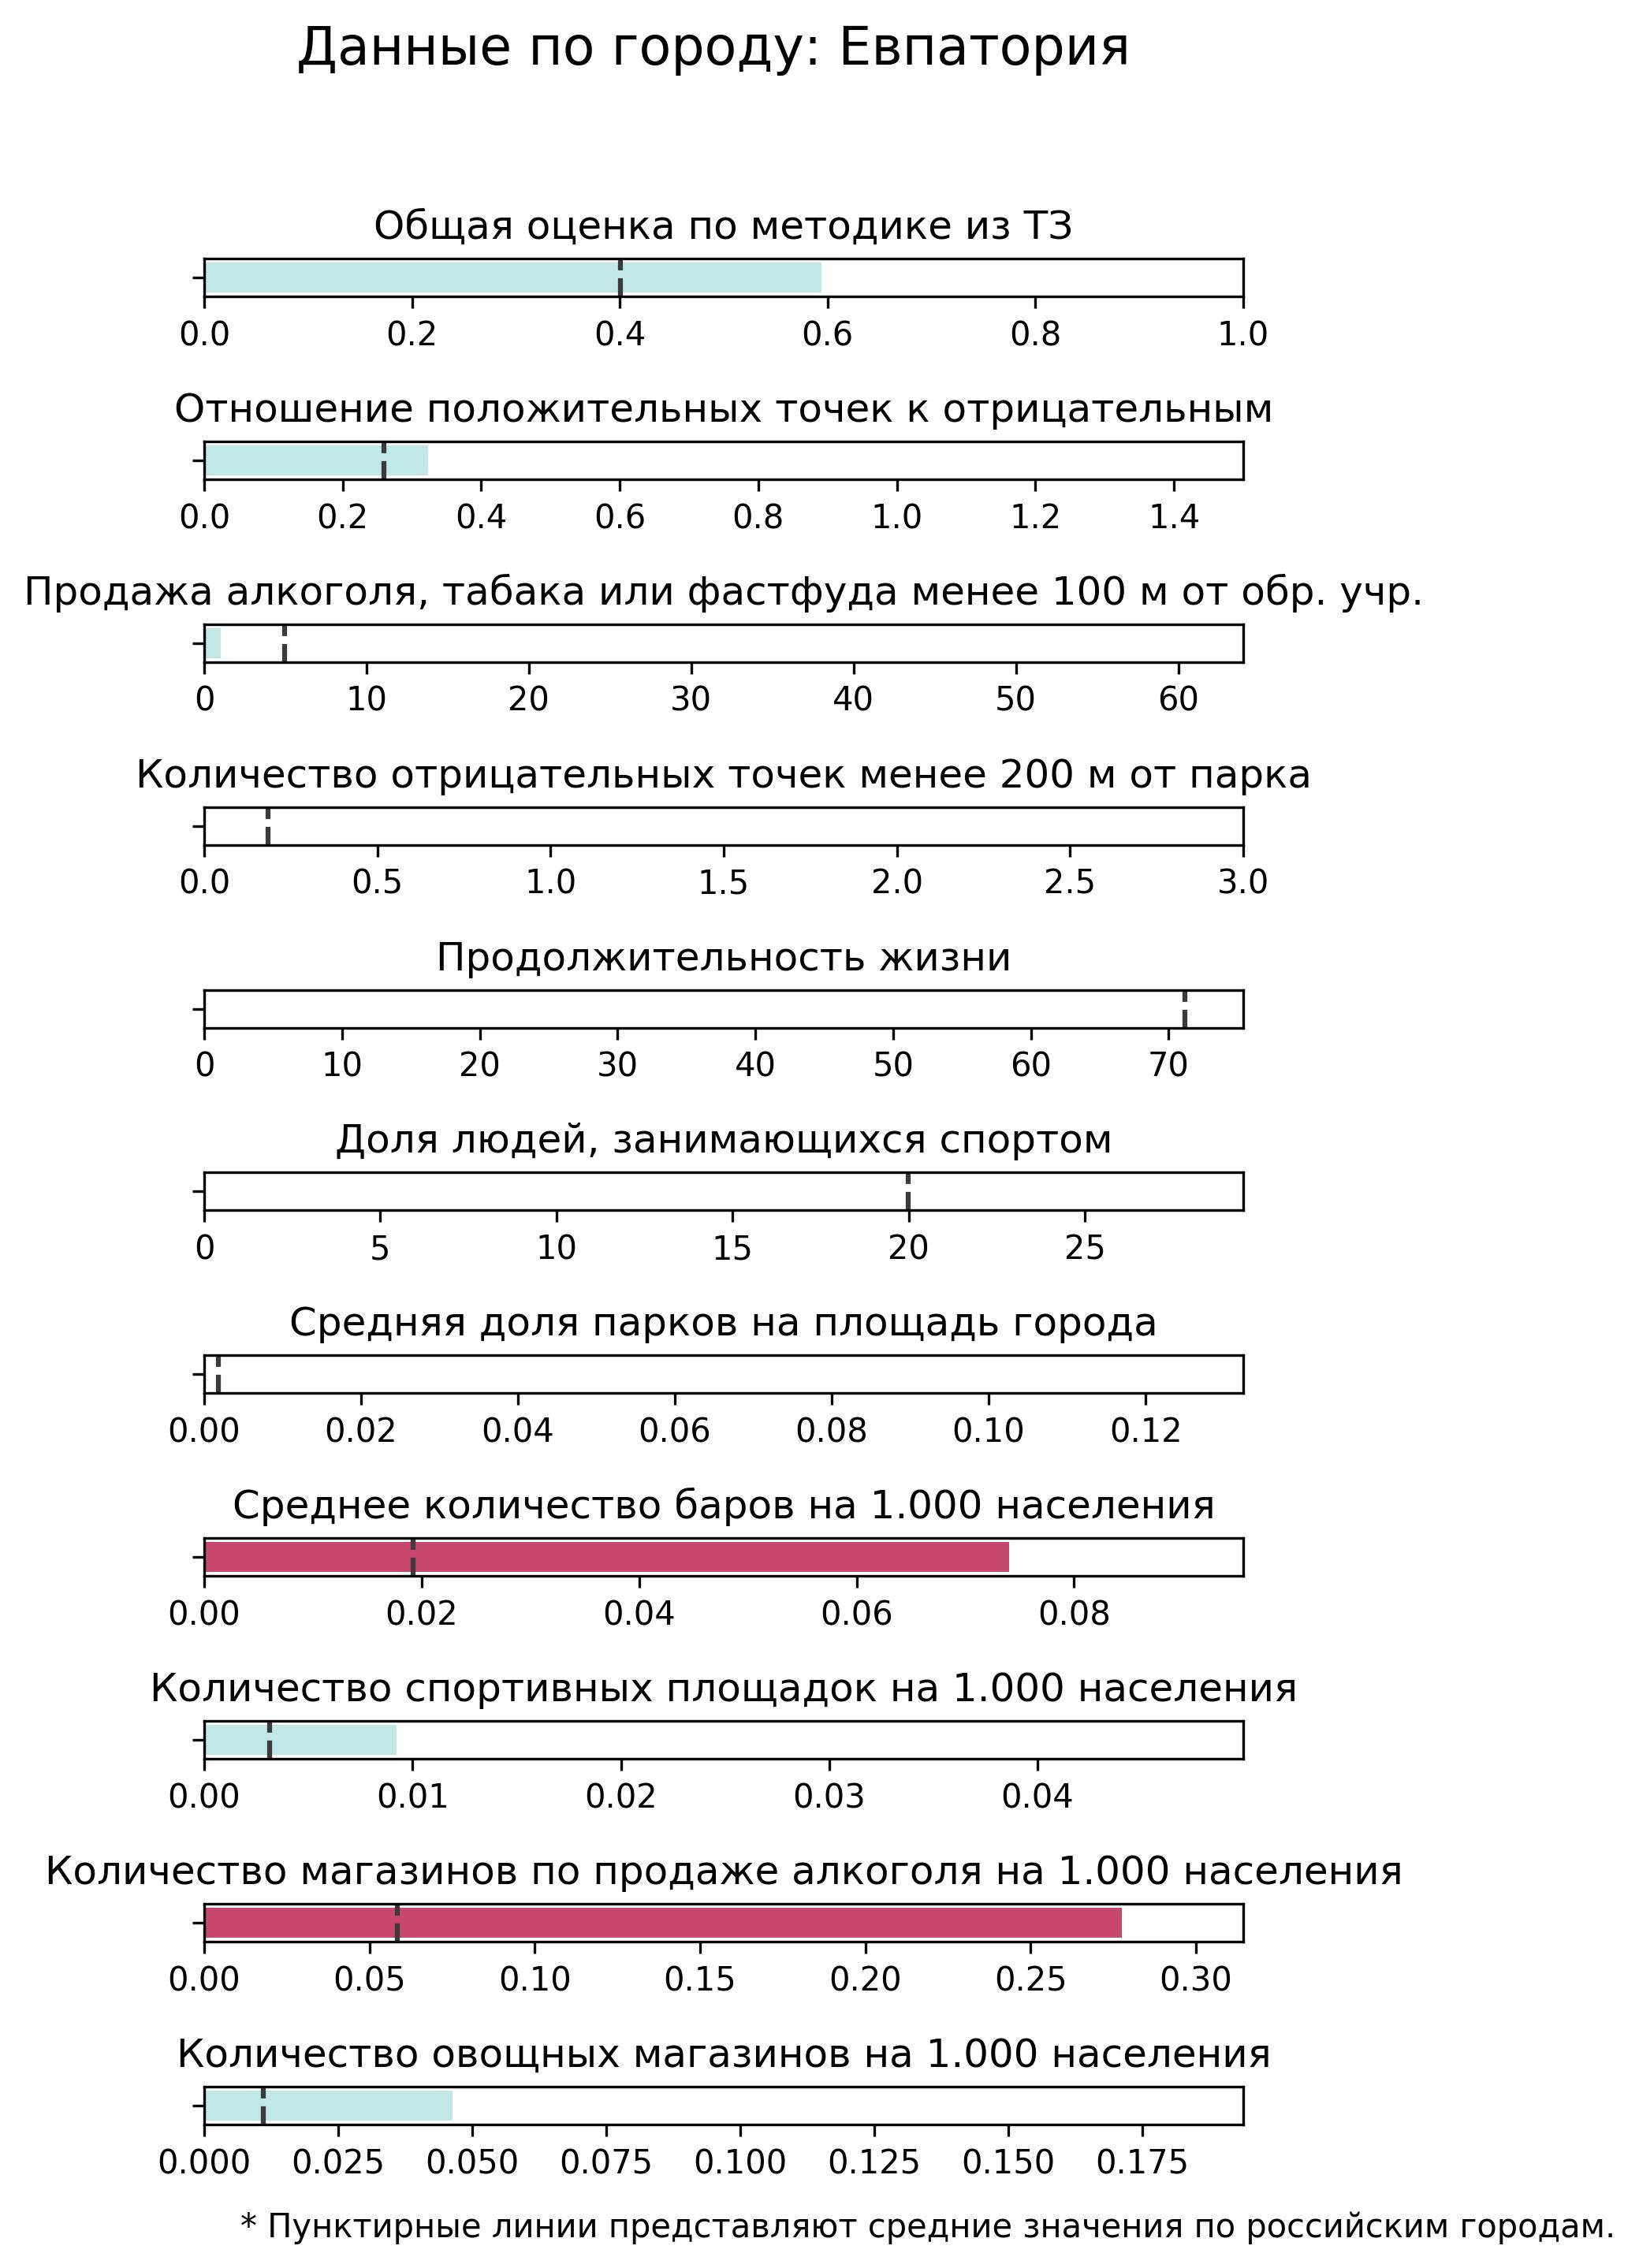 Данные по городу: Евпатория
Общая оценка по методике из ТЗ
0.0 0.2 0.4 0.6 0.8 1.0
Отношение положительных точек к отрицательным
0.0 0.2 0.4 0.6 0.8 1.0 1.2 1.4
Продажа алкоголя, табака или фастфуда менее 100 м от обр. учр.
0 10 20 30 40 50 60
Количество отрицательных точек менее 200 м от парка
0.0 0.5 1.0 1.5 2.0 2.5 3.0
Продолжительность жизни
0 10 20 30 40 50 60 70
Доля людей, занимающихся спортом
0 5 10 15 20 25
Средняя доля парков на площадь города
0.00 0.02 0.04 0.06 0.08 0.10 0.12
Среднее количество баров на 1.000 населения
0.00 0.02 0.04 0.06 0.08
Количество спортивных площадок на 1.000 населения
0.00 0.01 0.02 0.03 0.04
Количество магазинов по продаже алкоголя на 1.000 населения
0.00 0.05 0.10 0.15 0.20 0.25 0.30
Количество овощных магазинов на 1.000 населения
0.000 0.025 0.050 0.075 0.100 0.125 0.150 0.175
* Пунктирные линии представляют средние значения по российским городам.